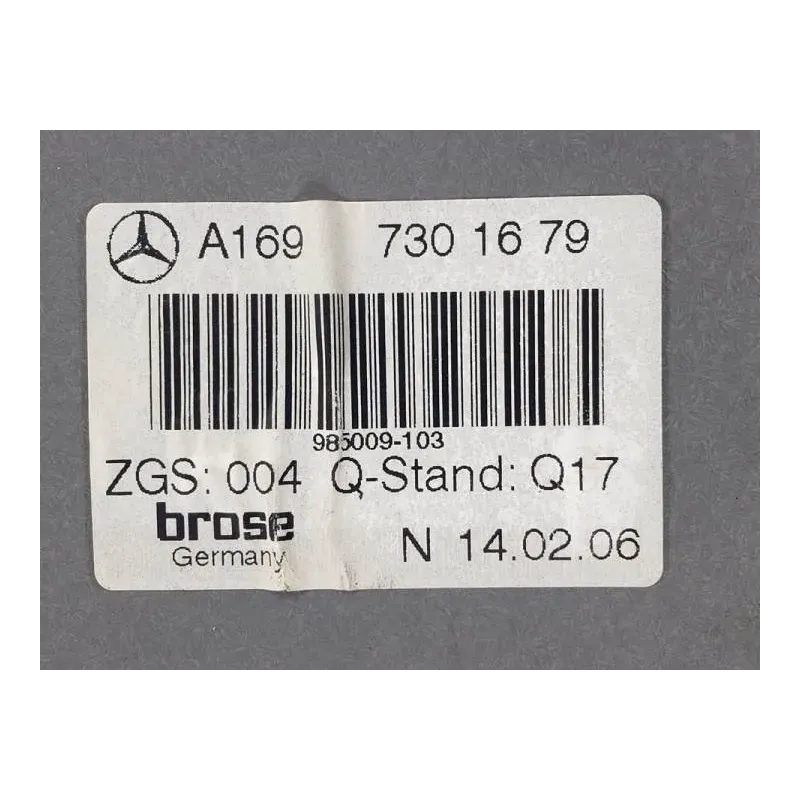 A169 730 16 79
985009-103
ZGS: 004 Q-Stand: Q17
brose
Germany
N 14.02.06